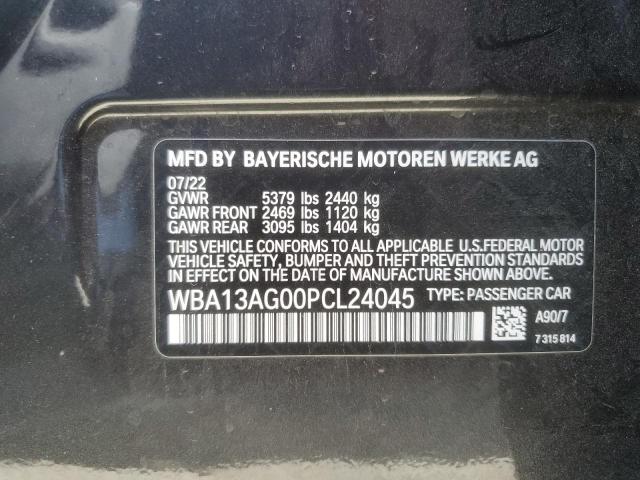 MFD BY BAYERISCHE MOTOREN WERKE AG
07/22
GVWR 5379 lbs 2440 kg
GAWR FRONT 2469 lbs 1120 kg
GAWR REAR 3095 lbs 1404 kg
THIS VEHICLE CONFORMS TO ALL APPLICABLE U.S.FEDERAL MOTOR
VEHICLE SAFETY, BUMPER AND THEFT PREVENTION STANDARDS
IN EFFECT ON THE DATE OF MANUFACTURE SHOWN ABOVE.
WBA13AG00PCL24045 TYPE: PASSENGER CAR
A90/7
7 315 814